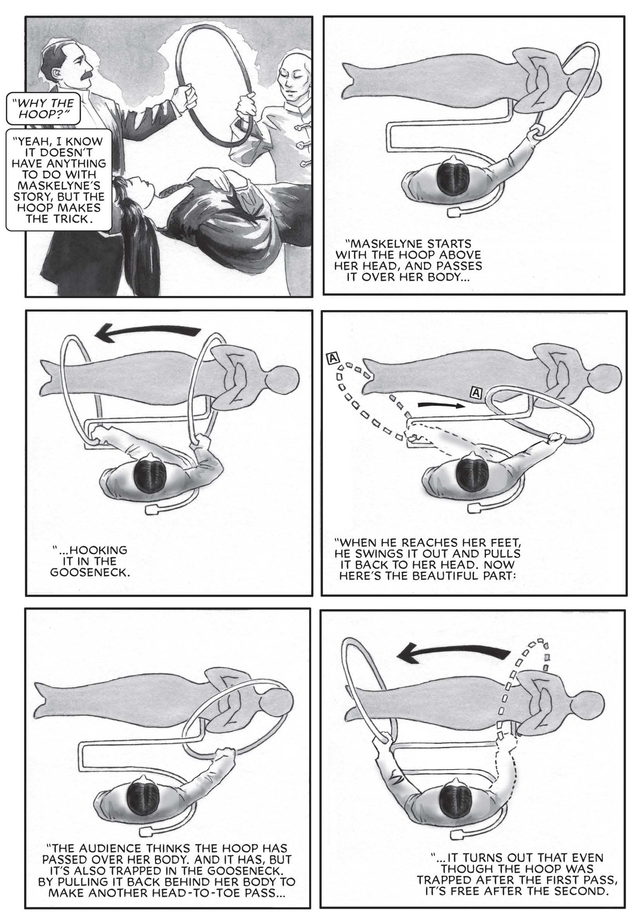 "WHY THE
HOOP?"
"YEAH, I KNOW
IT DOESN'T
HAVE ANYTHING
TO DO WITH
MASKELYNE'S
STORY, BUT THE
HOOP MAKES
THE TRICK.
"MASKELYNE STARTS
WITH THE HOOP ABOVE
HER HEAD, AND PASSES
IT OVER HER BODY...
"...HOOKING
IT IN THE
GOOSENECK.
A
A
"WHEN HE REACHES HER FEET,
HE SWINGS IT OUT AND PULLS
IT BACK TO HER HEAD. NOW
HERE'S THE BEAUTIFUL PART:
"THE AUDIENCE THINKS THE HOOP HAS
PASSED OVER HER BODY. AND IT HAS, BUT
IT'S ALSO TRAPPED IN THE GOOSENECK.
BY PULLING IT BACK BEHIND HER BODY TO
MAKE ANOTHER HEAD-TO-TOE PASS...
"...IT TURNS OUT THAT EVEN
THOUGH THE HOOP WAS
TRAPPED AFTER THE FIRST PASS,
IT'S FREE AFTER THE SECOND.